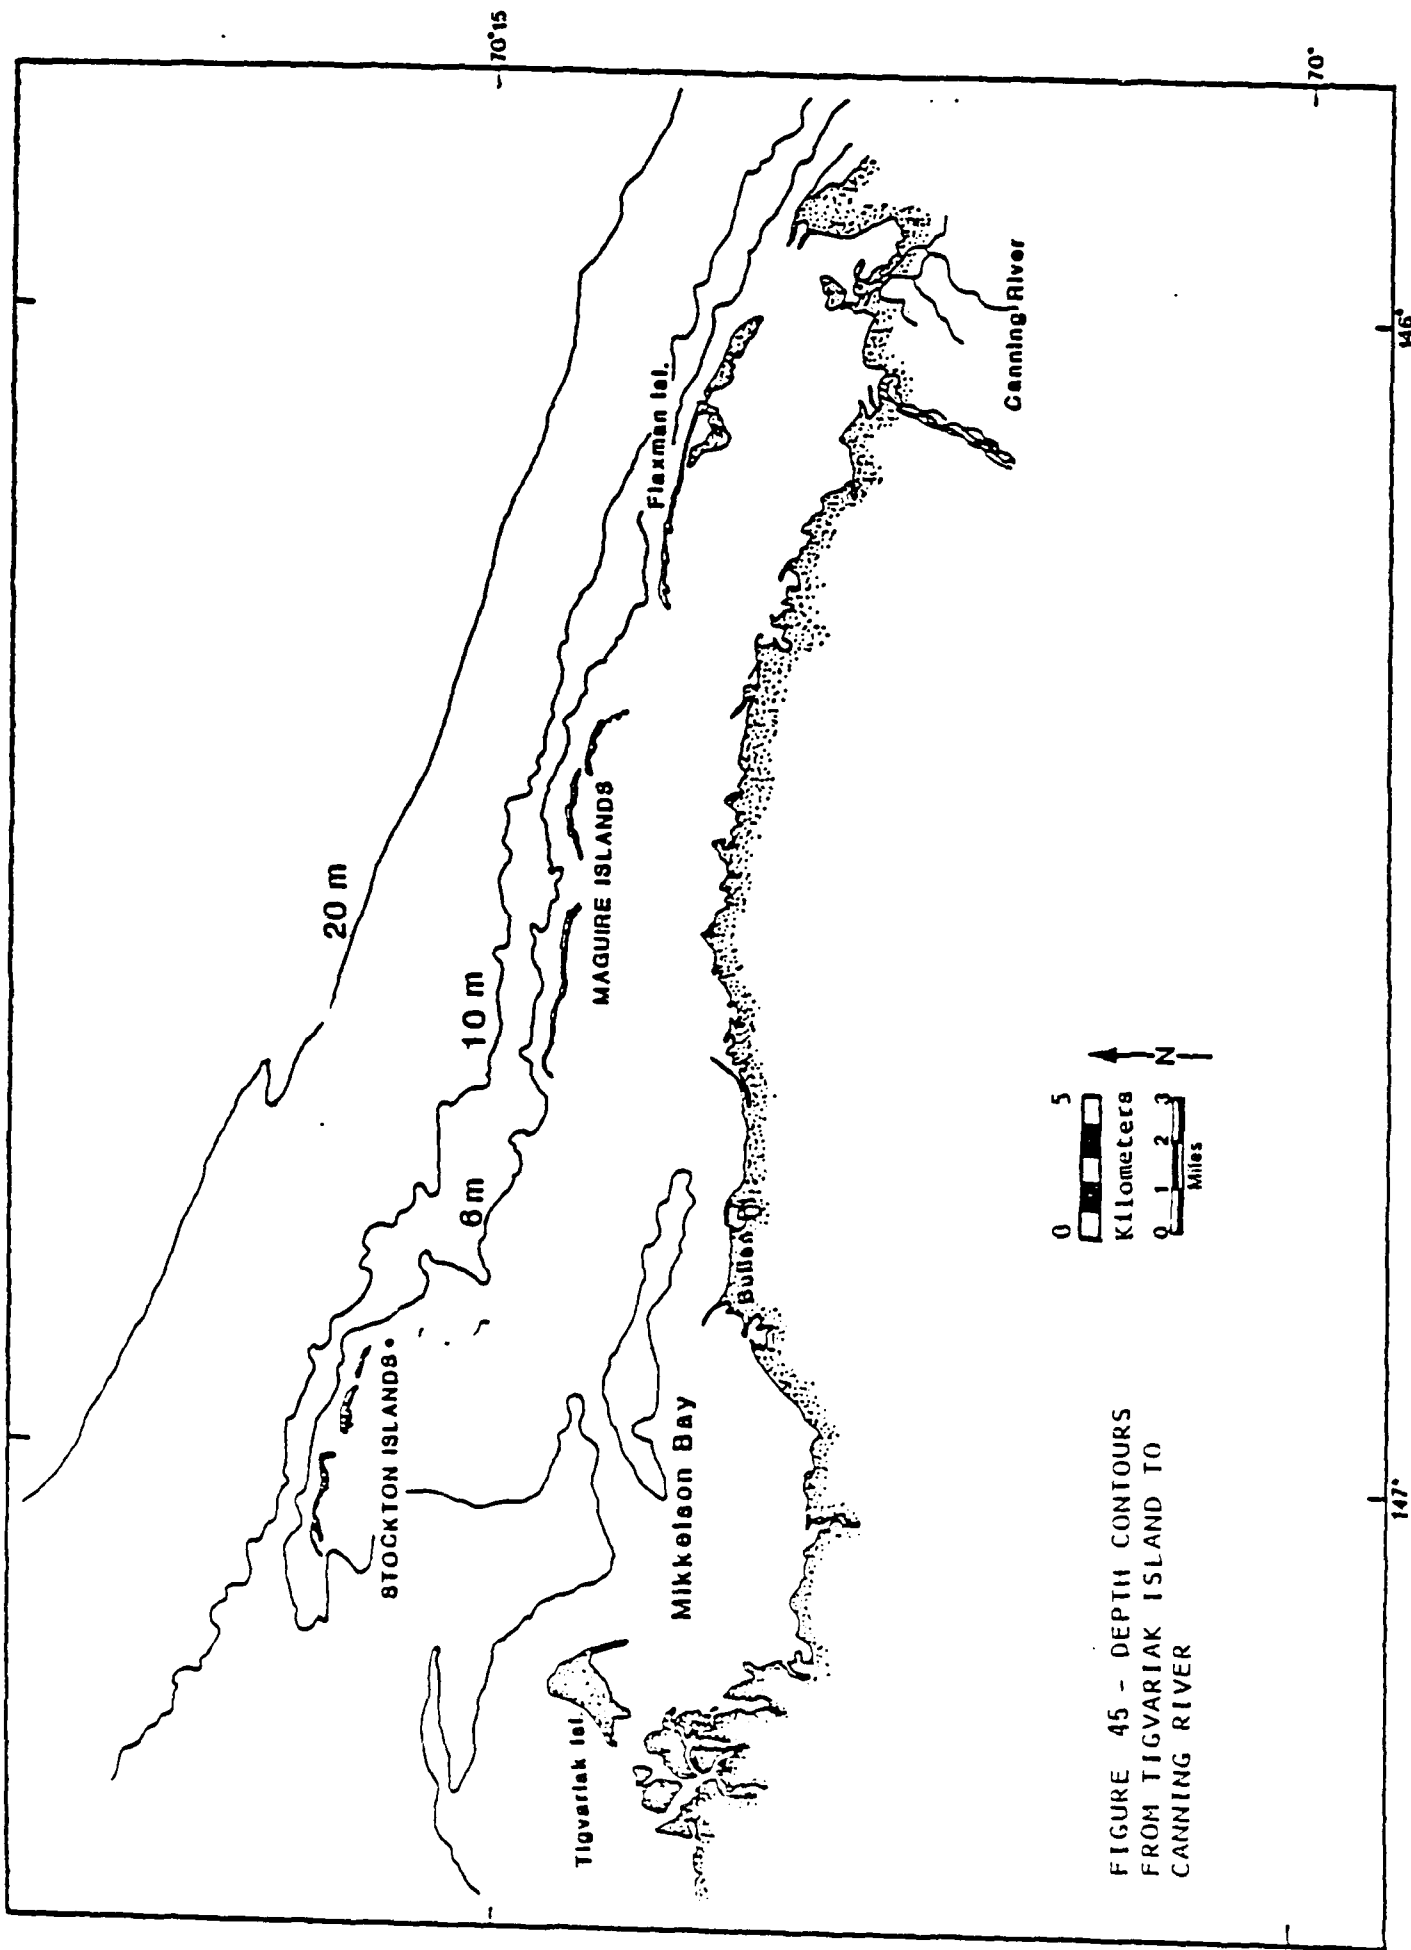 70°15
70°
146°
147°
20 m
10 m
6m
STOCKTON ISLANDS
MAGUIRE ISLANDS
Flaxman Isl.
Tigvariak Isl.
Mikkelson Bay
Bullen
Canning River
0 5
Kilometers
0 1 2 3
Miles
N
FIGURE 45 - DEPTH CONTOURS
FROM TIGVARIAK ISLAND TO
CANNING RIVER